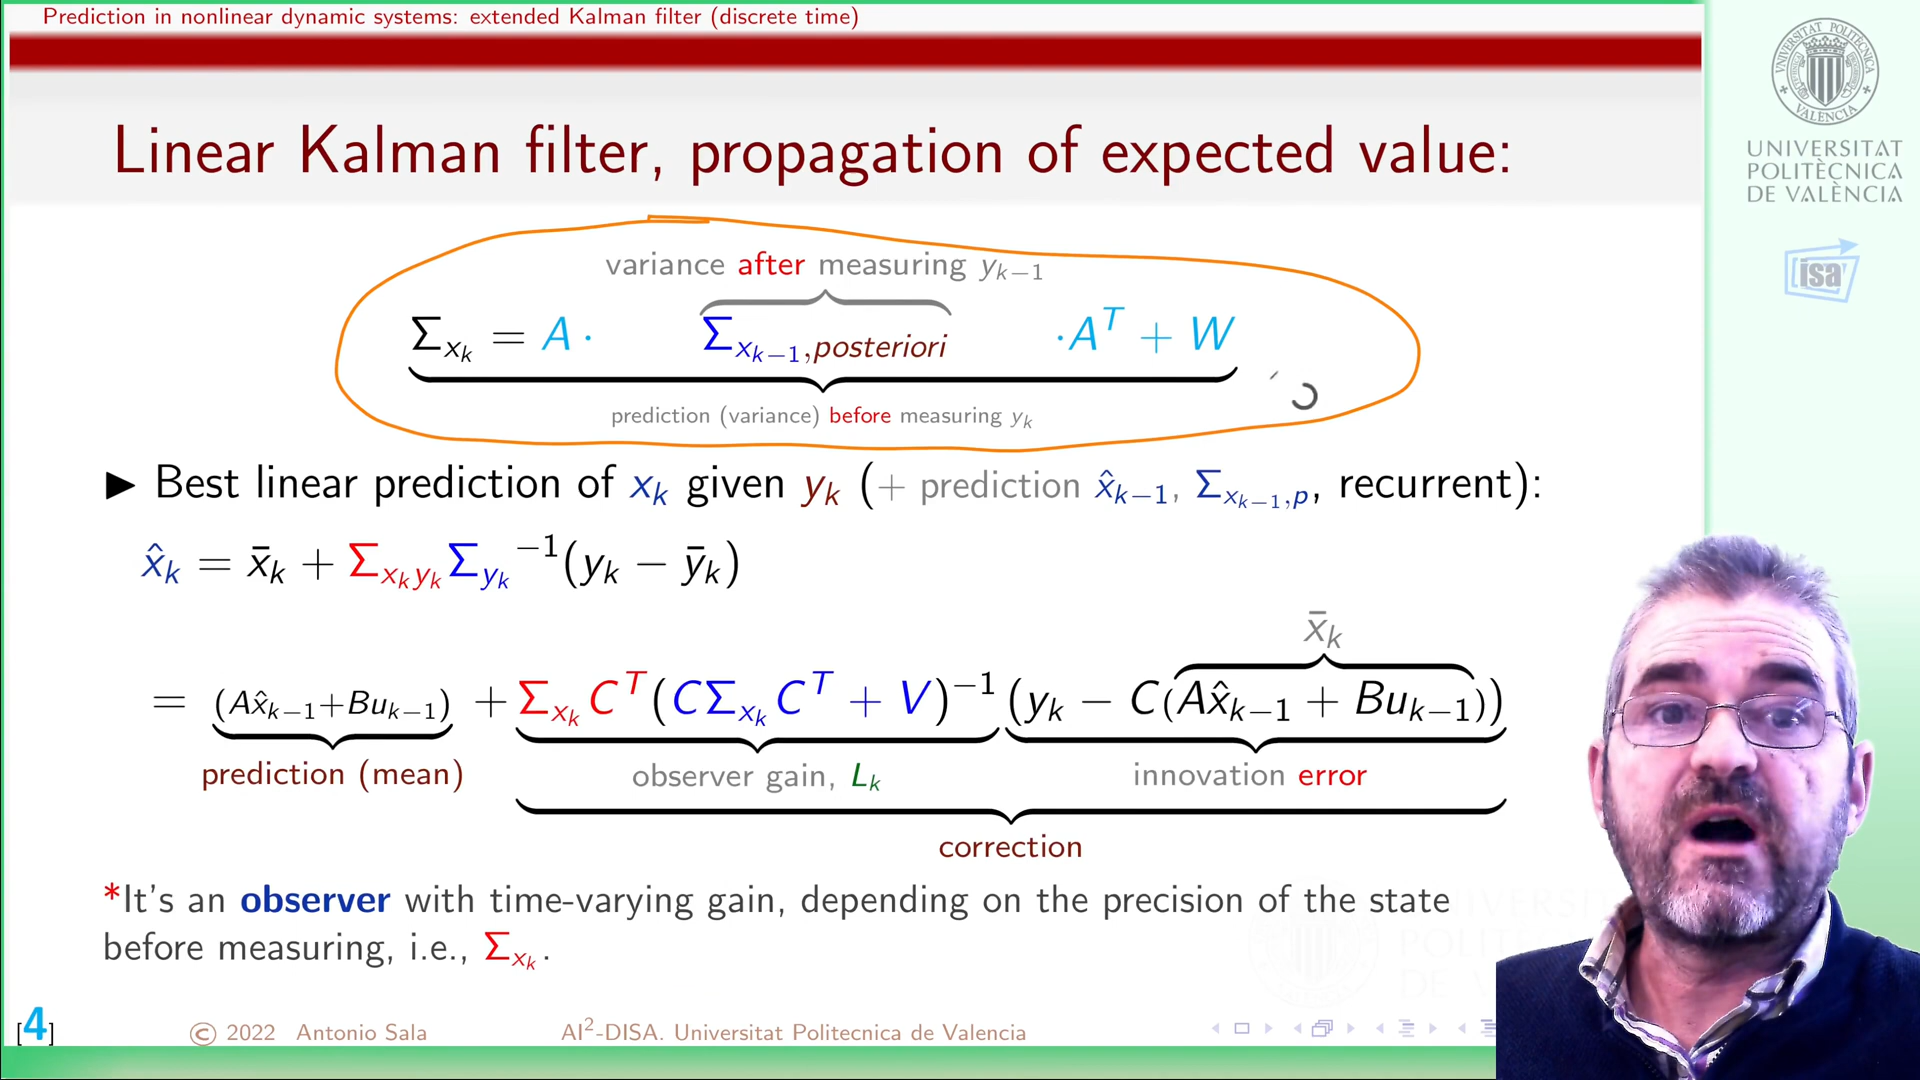 Prediction in nonlinear dynamic systems: extended Kalman filter (discrete time)
Linear Kalman filter, propagation of expected value:
variance after measuring y_{k−1}
Σ_{x_k} = A · Σ_{x_{k−1},posteriori} · A^T + W
prediction (variance) before measuring y_k
▶ Best linear prediction of x_k given y_k (+ prediction x̂_{k−1}, Σ_{x_{k−1},p}, recurrent):
x̂_k = x̄_k + Σ_{x_k y_k} Σ_{y_k}^{−1}(y_k − ȳ_k)
x̄_k
= (Ax̂_{k−1}+Bu_{k−1}) + Σ_{x_k} C^T (CΣ_{x_k} C^T + V)^{−1} (y_k − C(Ax̂_{k−1} + Bu_{k−1}))
prediction (mean) observer gain, L_k innovation error
correction
*It's an observer with time-varying gain, depending on the precision of the state
before measuring, i.e., Σ_{x_k}.
[4] © 2022 Antonio Sala AI²-DISA. Universitat Politecnica de Valencia
UNIVERSITAT
POLITÈCNICA
DE VALÈNCIA
isa